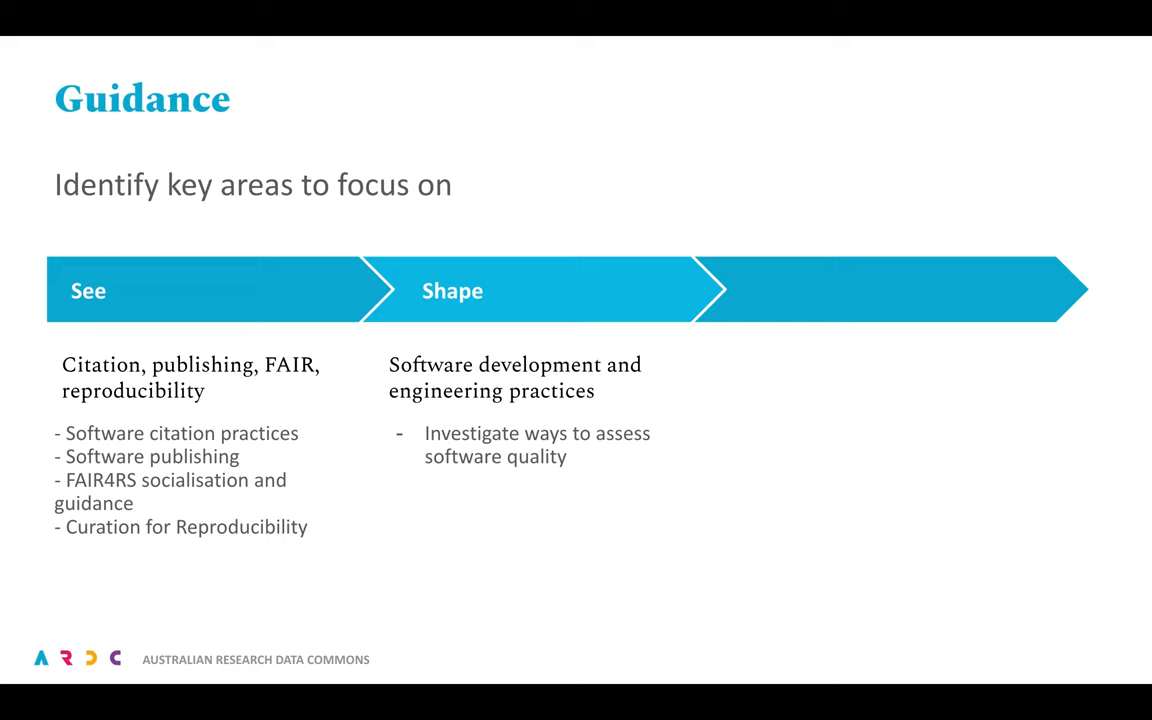 Guidance
Identify key areas to focus on
See
Shape
Citation, publishing, FAIR,
reproducibility
- Software citation practices
- Software publishing
- FAIR4RS socialisation and
guidance
- Curation for Reproducibility
Software development and
engineering practices
- Investigate ways to assess
software quality
ARDC AUSTRALIAN RESEARCH DATA COMMONS